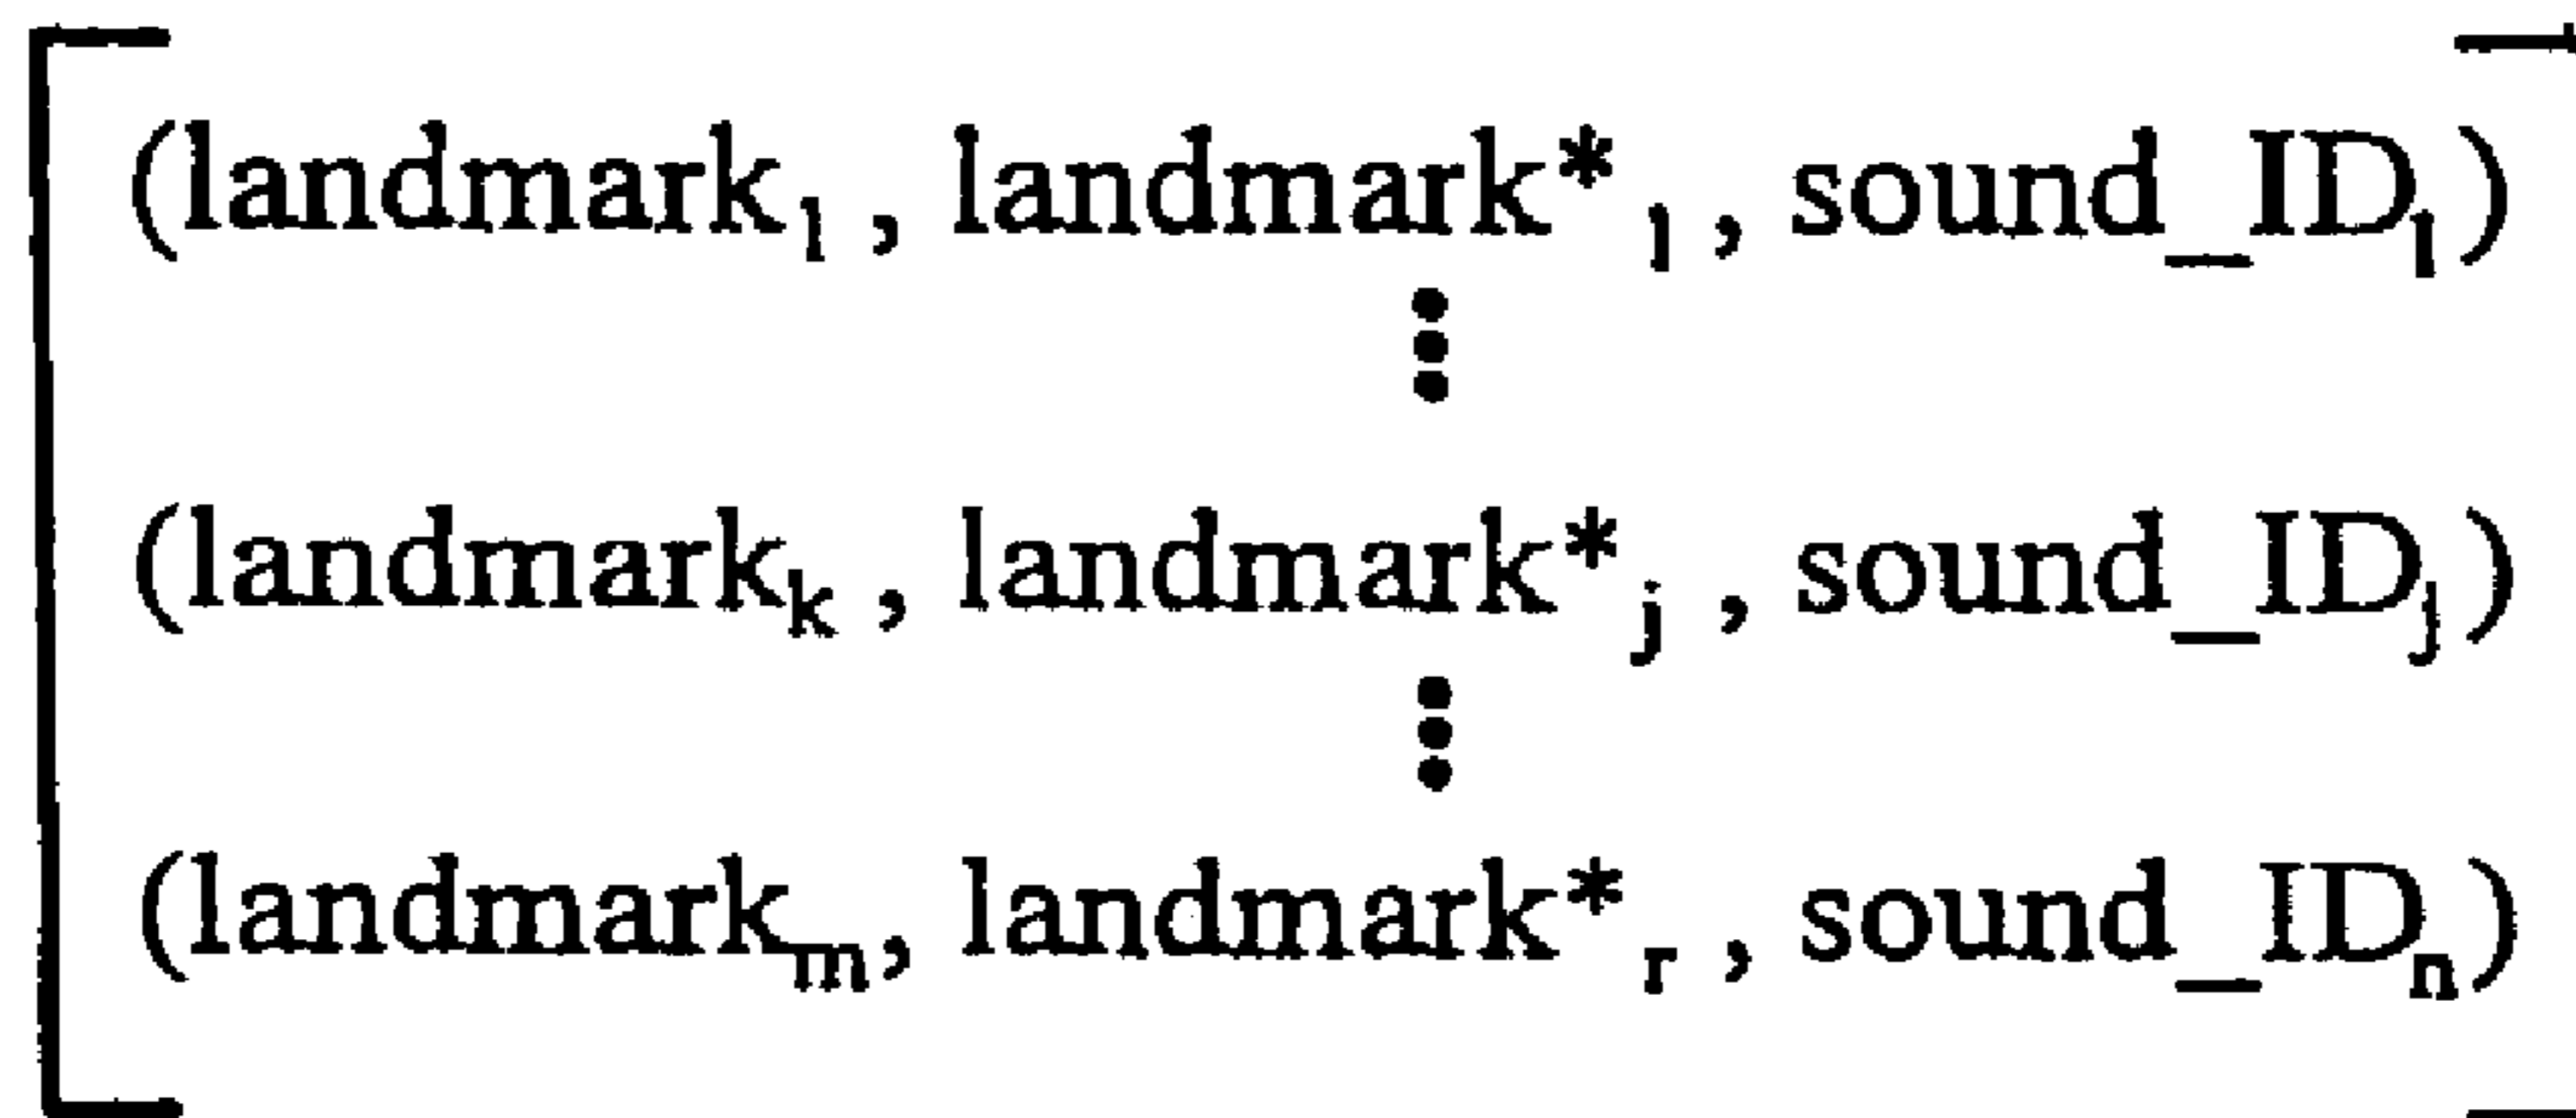 (landmark₁, landmark*₁, sound_ID₁)
⋮
(landmarkₖ, landmark*ⱼ, sound_IDⱼ)
⋮
(landmarkₘ, landmark*ᵣ, sound_IDₙ)